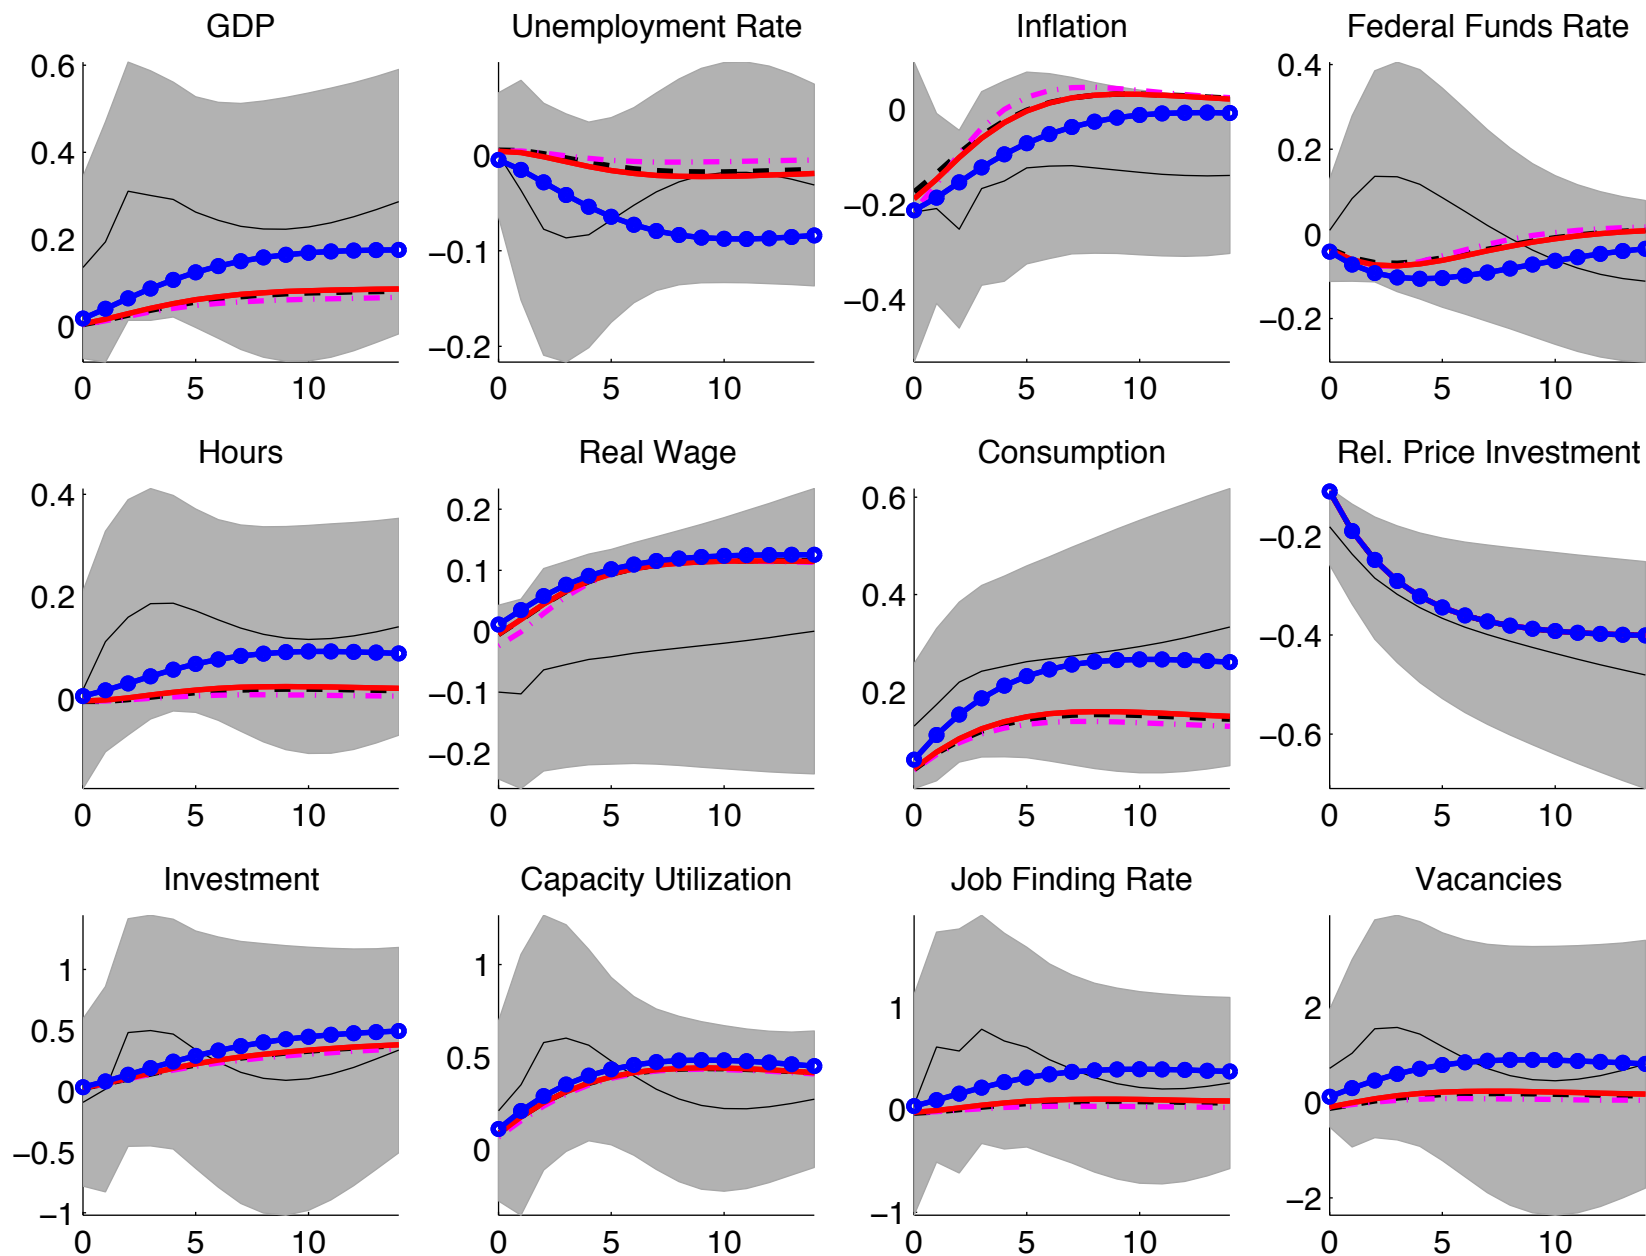 GDP Unemployment Rate Inflation Federal Funds Rate
0.6 0 0 0.4
0.4 −0.1 −0.2 0.2
0.2 −0.2 −0.4 0
0 −0.2
0 5 10 0 5 10 0 5 10 0 5 10
Hours Real Wage Consumption Rel. Price Investment
0.4 0.2 0.6 −0.2
0.2 0.1 0.4 −0.4
0 0 0.2 −0.6
−0.1
−0.2
0 5 10 0 5 10 0 5 10 0 5 10
Investment Capacity Utilization Job Finding Rate Vacancies
1 1 1 2
0.5 0.5 0 0
0 0 −1 −2
−0.5
−1
0 5 10 0 5 10 0 5 10 0 5 10